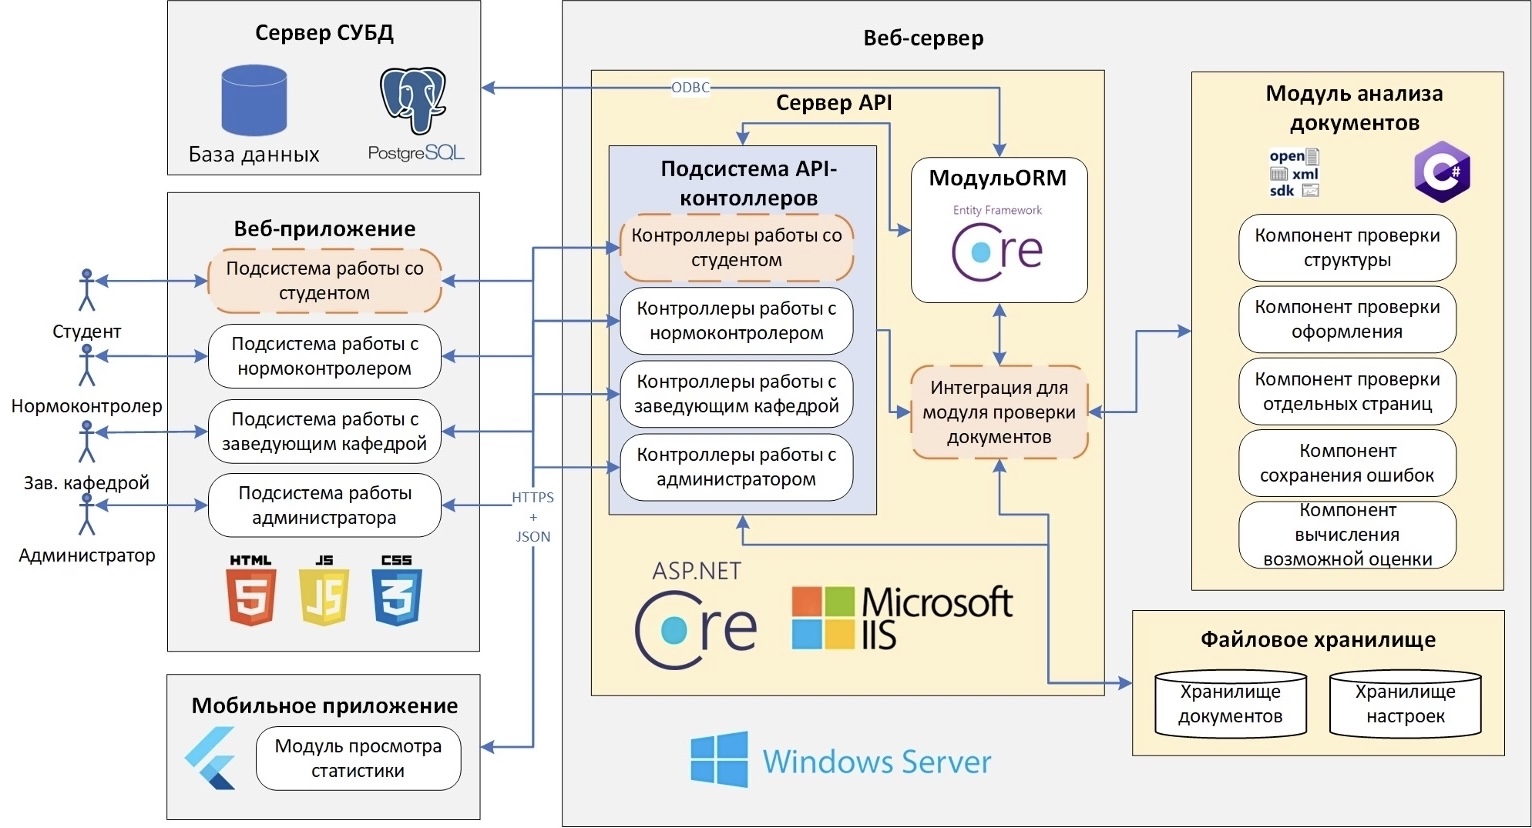 Сервер СУБД
База данных
PostgreSQL
Веб-приложение
Подсистема работы со
студентом
Подсистема работы с
нормоконтролером
Подсистема работы с
заведующим кафедрой
Подсистема работы
администратора
HTML
5
JS
JS
CSS
3
Студент
Нормоконтролер
Зав. кафедрой
Администратор
Мобильное приложение
Модуль просмотра
статистики
HTTPS
+
JSON
ODBC
Веб-сервер
Сервер API
Подсистема API-
контоллеров
Контроллеры работы со
студентом
Контроллеры работы с
нормоконтролером
Контроллеры работы с
заведующим кафедрой
Контроллеры работы с
администратором
МодульORM
Entity Framework
Core
Интеграция для
модуля проверки
документов
ASP.NET
Core
Microsoft
IIS
Windows Server
Модуль анализа
документов
open
xml
sdk
C#
Компонент проверки
структуры
Компонент проверки
оформления
Компонент проверки
отдельных страниц
Компонент
сохранения ошибок
Компонент
вычисления
возможной оценки
Файловое хранилище
Хранилище
документов
Хранилище
настроек